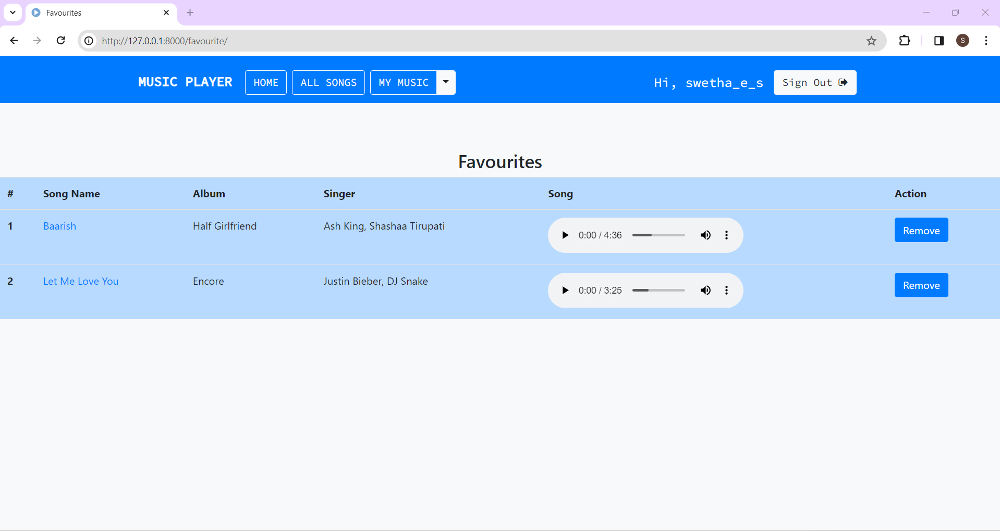 Favourites
http://127.0.0.1:8000/favourite/
S
MUSIC PLAYER HOME ALL SONGS MY MUSIC Hi, swetha_e_s Sign Out
Favourites
# Song Name Album Singer Song Action
1 Baarish Half Girlfriend Ash King, Shashaa Tirupati 0:00 / 4:36 Remove
2 Let Me Love You Encore Justin Bieber, DJ Snake 0:00 / 3:25 Remove